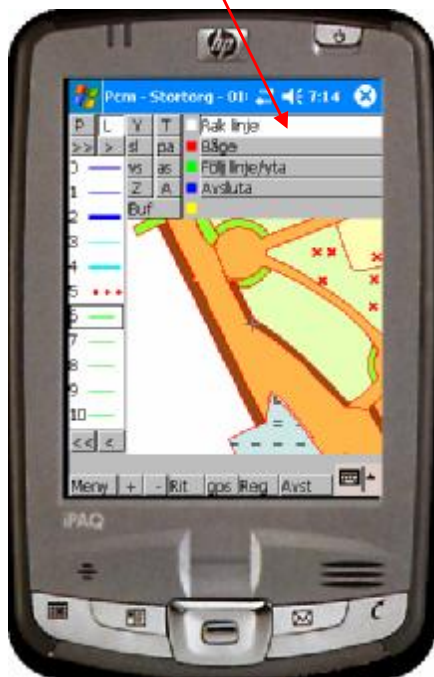 hp
Pcm - Stortorg - 01: 7:14
P L Y T Rak linje
>> > sl pa Båge
0 vs as Följ linje/yta
1 Z A Avsluta
2 Buf
3
4
5
6
7
8
9
10
<< <
Meny + - Rit gps Reg Avst
iPAQ